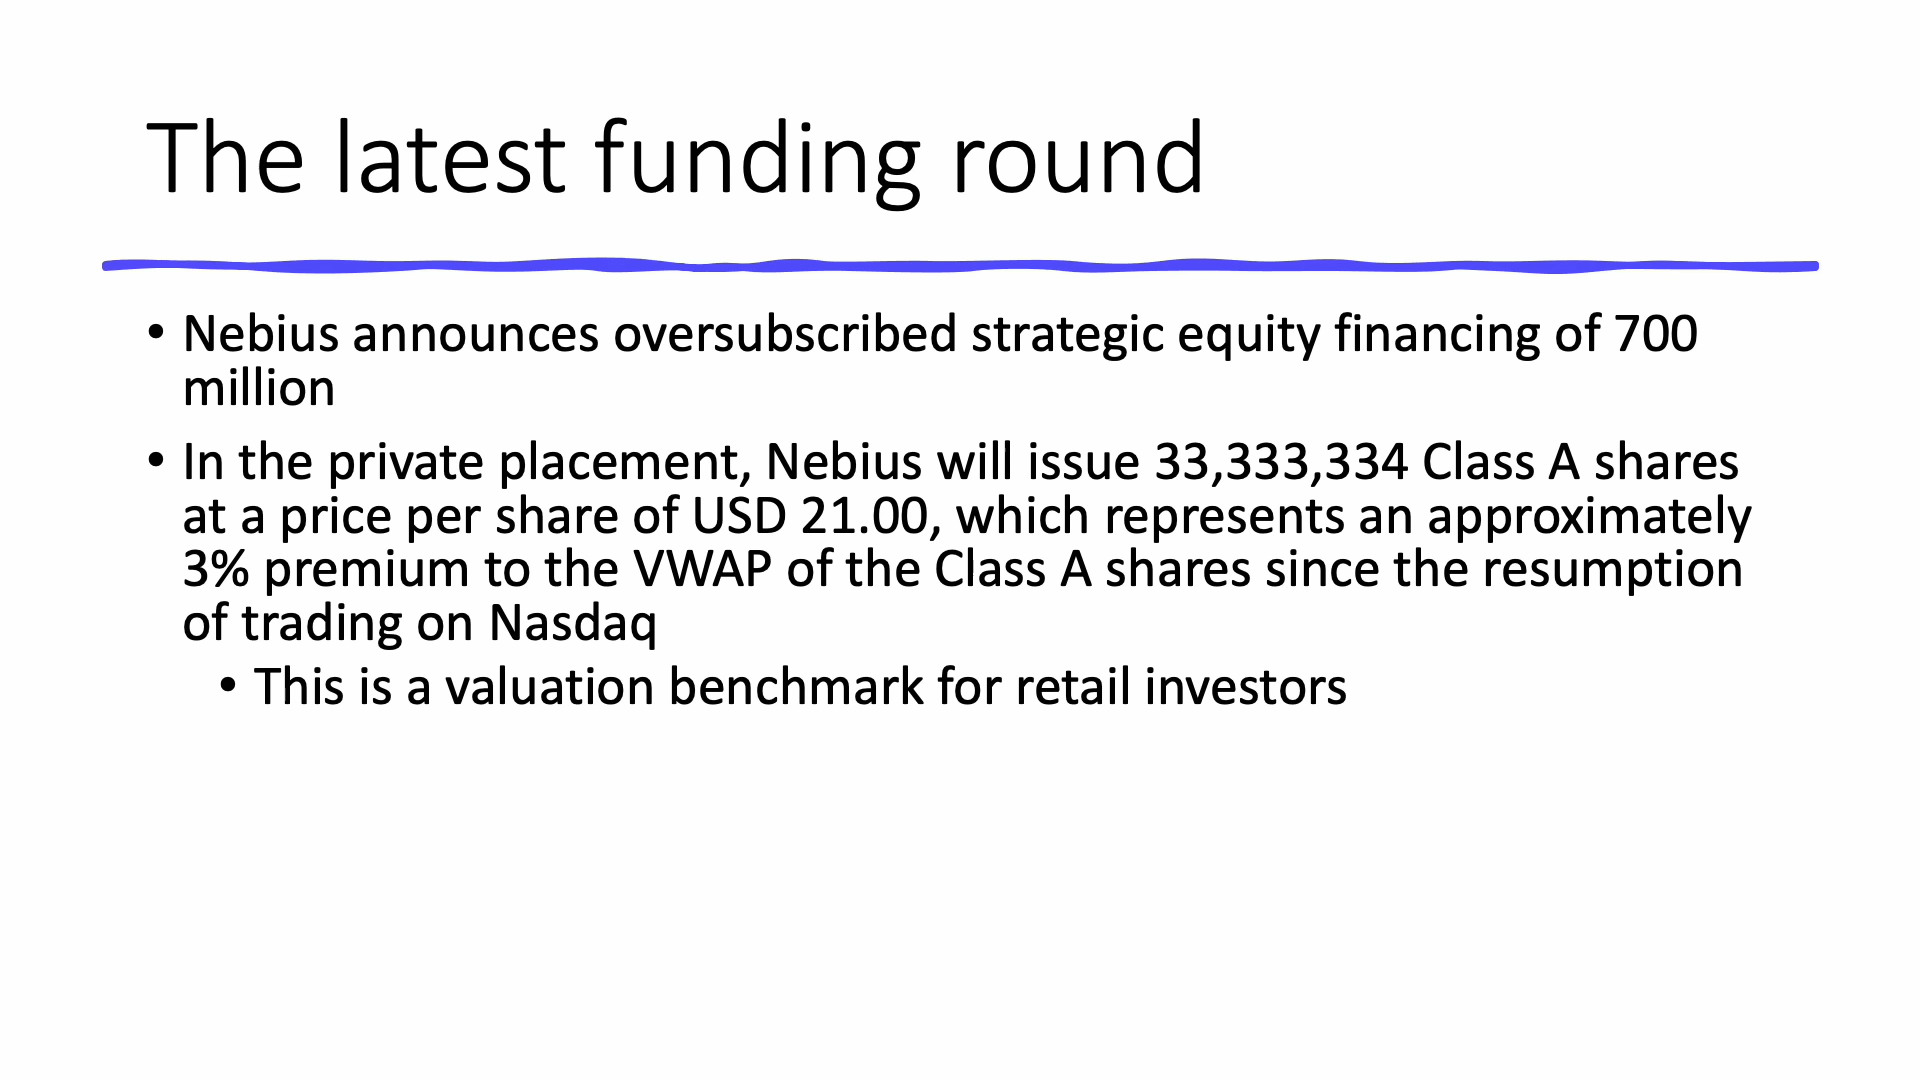 The latest funding round
• Nebius announces oversubscribed strategic equity financing of 700
million
• In the private placement, Nebius will issue 33,333,334 Class A shares
at a price per share of USD 21.00, which represents an approximately
3% premium to the VWAP of the Class A shares since the resumption
of trading on Nasdaq
• This is a valuation benchmark for retail investors